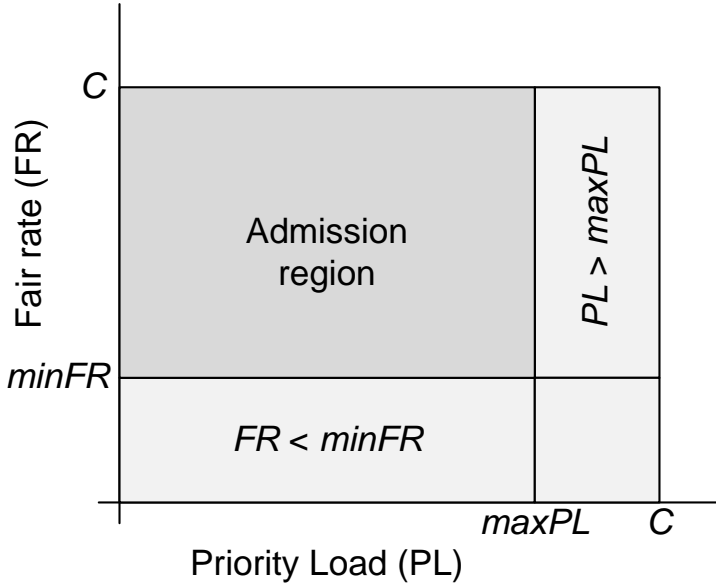 C
Fair rate (FR)
Admission
region
PL > maxPL
minFR
FR < minFR
maxPL
C
Priority Load (PL)